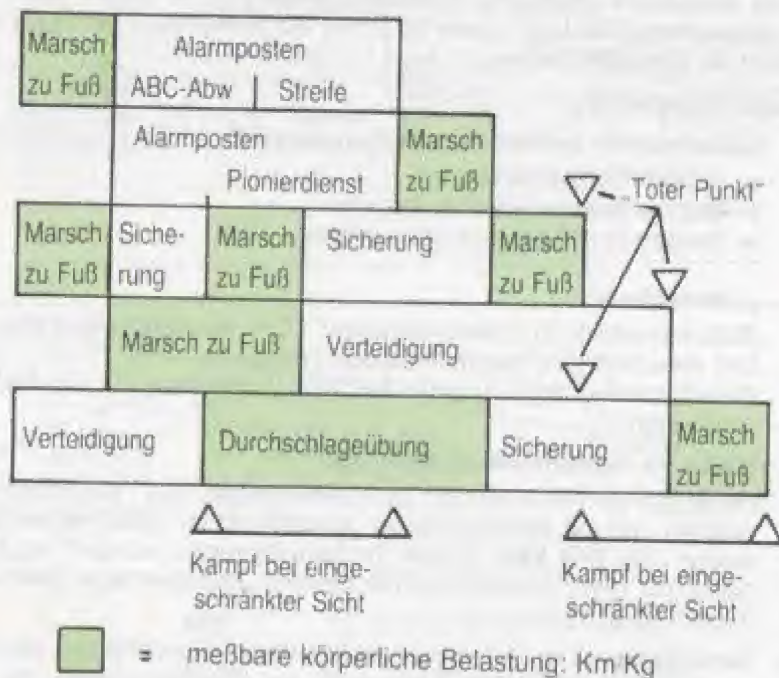 Marsch
zu Fuß
Alarmposten
ABC-Abw
Streife
Alarmposten
Pionierdienst
Marsch
zu Fuß
„Toter Punkt“
Marsch
zu Fuß
Siche-
rung
Marsch
zu Fuß
Sicherung
Marsch
zu Fuß
Marsch zu Fuß
Verteidigung
Verteidigung
Durchschlageübung
Sicherung
Marsch
zu Fuß
Kampf bei einge-
schränkter Sicht
Kampf bei einge-
schränkter Sicht
= meßbare körperliche Belastung: Km/Kg